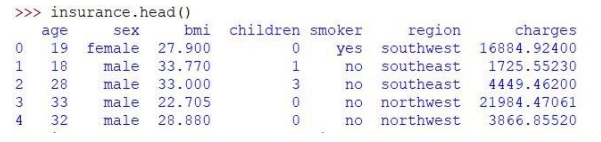 >>> insurance.head()
   age     sex     bmi  children smoker     region      charges
0   19  female  27.900         0    yes  southwest  16884.92400
1   18    male  33.770         1     no  southeast   1725.55230
2   28    male  33.000         3     no  southeast   4449.46200
3   33    male  22.705         0     no  northwest  21984.47061
4   32    male  28.880         0     no  northwest   3866.85520